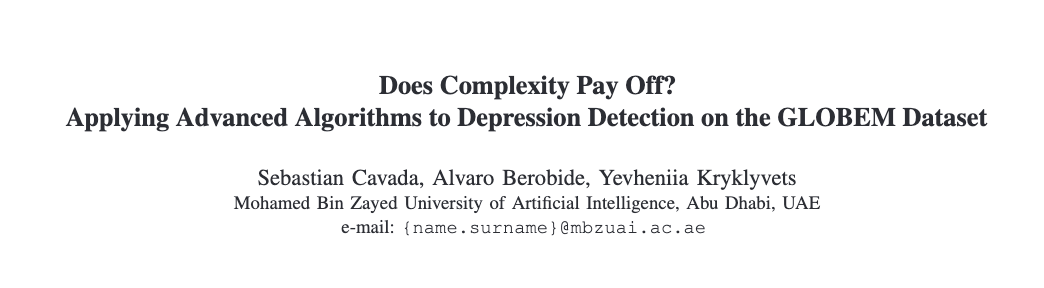 Does Complexity Pay Off?
Applying Advanced Algorithms to Depression Detection on the GLOBEM Dataset
Sebastian Cavada, Alvaro Berobide, Yevheniia Kryklyvets
Mohamed Bin Zayed University of Artificial Intelligence, Abu Dhabi, UAE
e-mail: {name.surname}@mbzuai.ac.ae